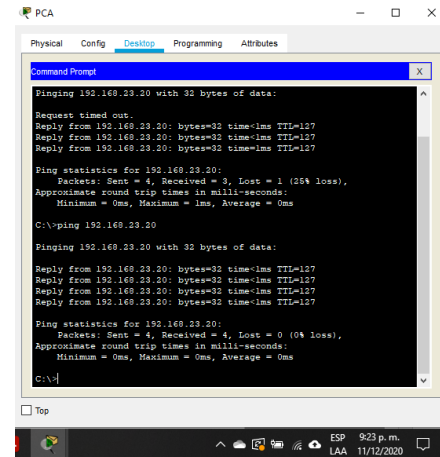 PCA
Physical Config Desktop Programming Attributes
Command Prompt X
Pinging 192.168.23.20 with 32 bytes of data:
Request timed out.
Reply from 192.168.23.20: bytes=32 time<1ms TTL=127
Reply from 192.168.23.20: bytes=32 time=1ms TTL=127
Reply from 192.168.23.20: bytes=32 time<1ms TTL=127
Ping statistics for 192.168.23.20:
Packets: Sent = 4, Received = 3, Lost = 1 (25% loss),
Approximate round trip times in milli-seconds:
Minimum = 0ms, Maximum = 1ms, Average = 0ms
C:\>ping 192.168.23.20
Pinging 192.168.23.20 with 32 bytes of data:
Reply from 192.168.23.20: bytes=32 time<1ms TTL=127
Reply from 192.168.23.20: bytes=32 time<1ms TTL=127
Reply from 192.168.23.20: bytes=32 time<1ms TTL=127
Reply from 192.168.23.20: bytes=32 time<1ms TTL=127
Ping statistics for 192.168.23.20:
Packets: Sent = 4, Received = 4, Lost = 0 (0% loss),
Approximate round trip times in milli-seconds:
Minimum = 0ms, Maximum = 0ms, Average = 0ms
C:\>
Top
ESP 9:23 p. m.
LAA 11/12/2020